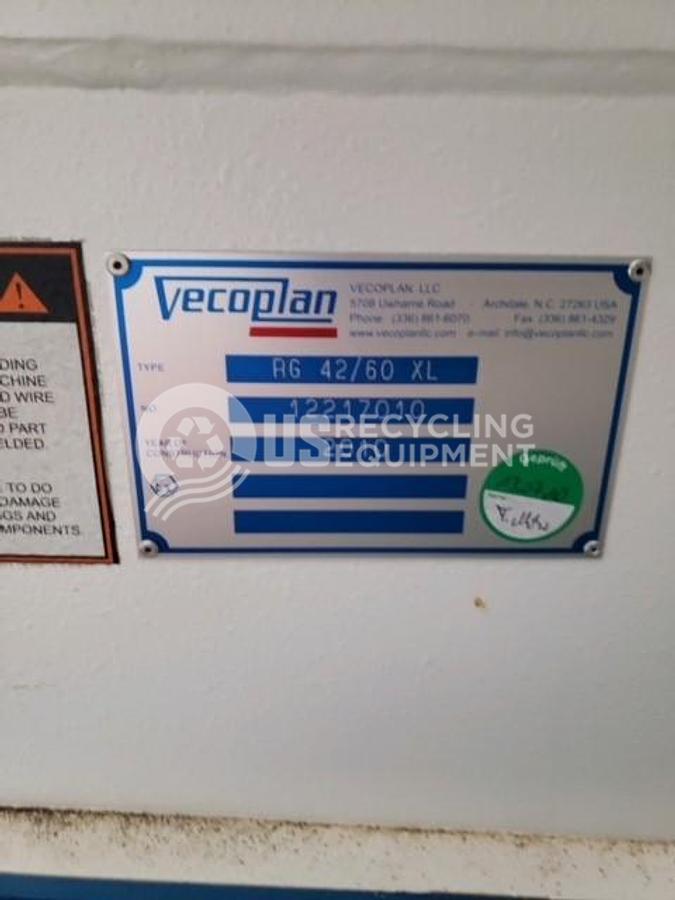 DING
CHINE
D WIRE
BE
D PART
ELDED.
E TO DO
DAMAGE
GS AND
MPONENTS.
Vecoplan
VECOPLAN, LLC
5708 Uwharrie Road - Archdale, N.C. 27263 USA
Phone: (336) 861-6070 Fax: (336) 861-4329
www.vecoplanllc.com e-mail: info@vecoplanllc.com
TYPE RG 42/60 XL
NO. 12217010
YEAR OF
CONSTRUCTION 2010
US RECYCLING
EQUIPMENT
Geprüft